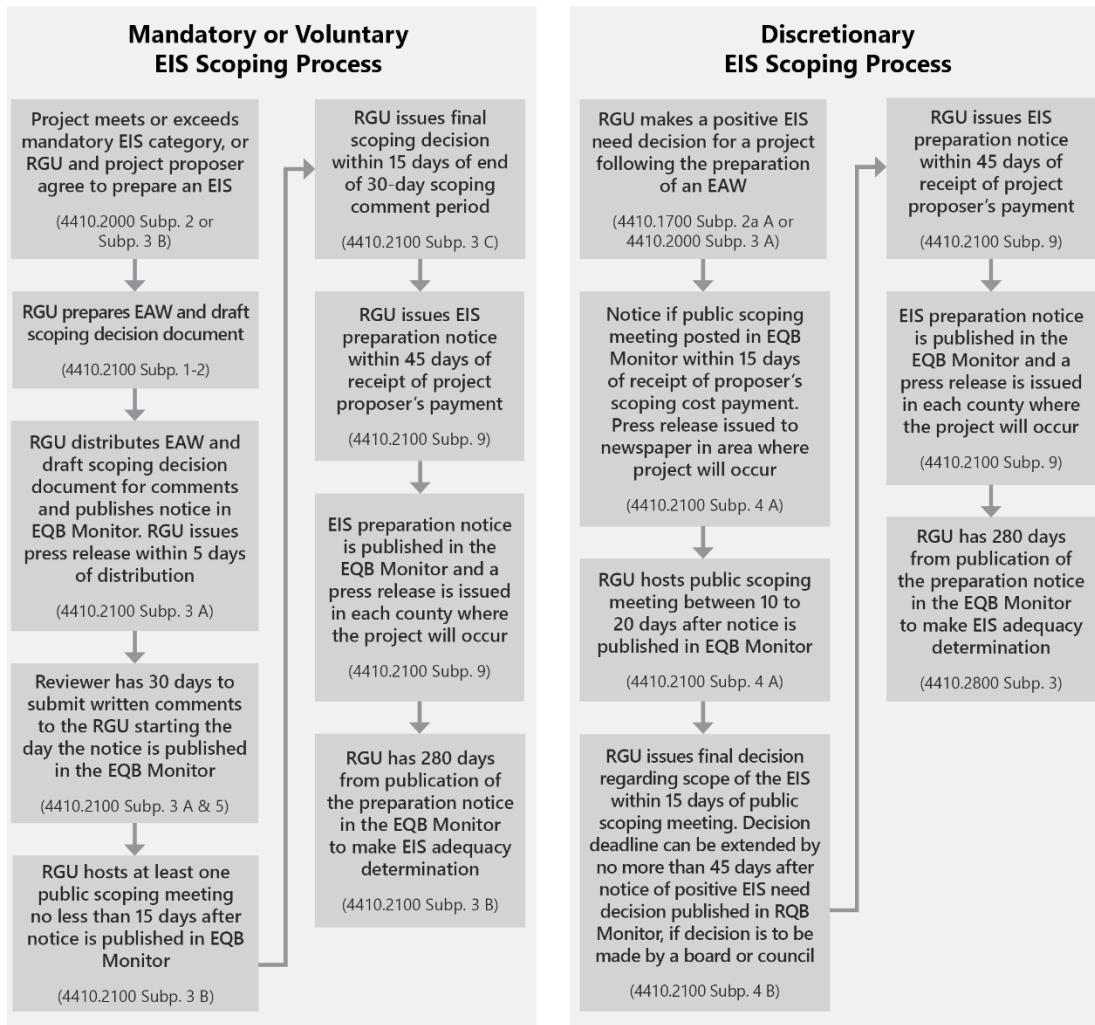 Mandatory or Voluntary
EIS Scoping Process
Project meets or exceeds
mandatory EIS category, or
RGU and project proposer
agree to prepare an EIS
(4410.2000 Subp. 2 or
Subp. 3 B)
RGU prepares EAW and draft
scoping decision document
(4410.2100 Subp. 1-2)
RGU distributes EAW and
draft scoping decision
document for comments
and publishes notice in
EQB Monitor. RGU issues
press release within 5 days
of distribution
(4410.2100 Subp. 3 A)
Reviewer has 30 days to
submit written comments
to the RGU starting the
day the notice is published
in the EQB Monitor
(4410.2100 Subp. 3 A & 5)
RGU hosts at least one
public scoping meeting
no less than 15 days after
notice is published in EQB
Monitor
(4410.2100 Subp. 3 B)
RGU issues final scoping
decision within 15 days
of end of 30-day scoping
comment period
(4410.2100 Subp. 3 C)
RGU issues EIS
preparation notice
within 45 days of
receipt of project
proposer's payment
(4410.2100 Subp. 9)
EIS preparation notice
is published in the
EQB Monitor and a
press release is issued
in each county where
the project will occur
(4410.2100 Subp. 9)
RGU has 280 days
from publication of
the preparation notice
in the EQB Monitor
to make EIS adequacy
determination
(4410.2100 Subp. 3 B)
Discretionary
EIS Scoping Process
RGU makes a positive EIS
need decision for a project
following the preparation
of an EAW
(4410.1700 Subp. 2a A or
4410.2000 Subp. 3 A)
Notice if public scoping
meeting posted in EQB
Monitor within 15 days
of receipt of proposer's
scoping cost payment.
Press release issued to
newspaper in area where
project will occur
(4410.2100 Subp. 4 A)
RGU hosts public scoping
meeting between 10 to
20 days after notice is
published in EQB Monitor
(4410.2100 Subp. 4 A)
RGU issues final decision
regarding scope of the EIS
within 15 days of public
scoping meeting. Decision
deadline can be extended by
no more than 45 days after
notice of positive EIS need
decision published in RQB
Monitor, if decision is to be
made by a board or council
(4410.2100 Subp. 4 B)
RGU issues EIS
preparation notice
within 45 days of
receipt of project
proposer's payment
(4410.2100 Subp. 9)
EIS preparation notice
is published in the
EQB Monitor and a
press release is issued
in each county where
the project will occur
(4410.2100 Subp. 9)
RGU has 280 days
from publication of
the preparation notice
in the EQB Monitor
to make EIS adequacy
determination
(4410.2800 Subp. 3)